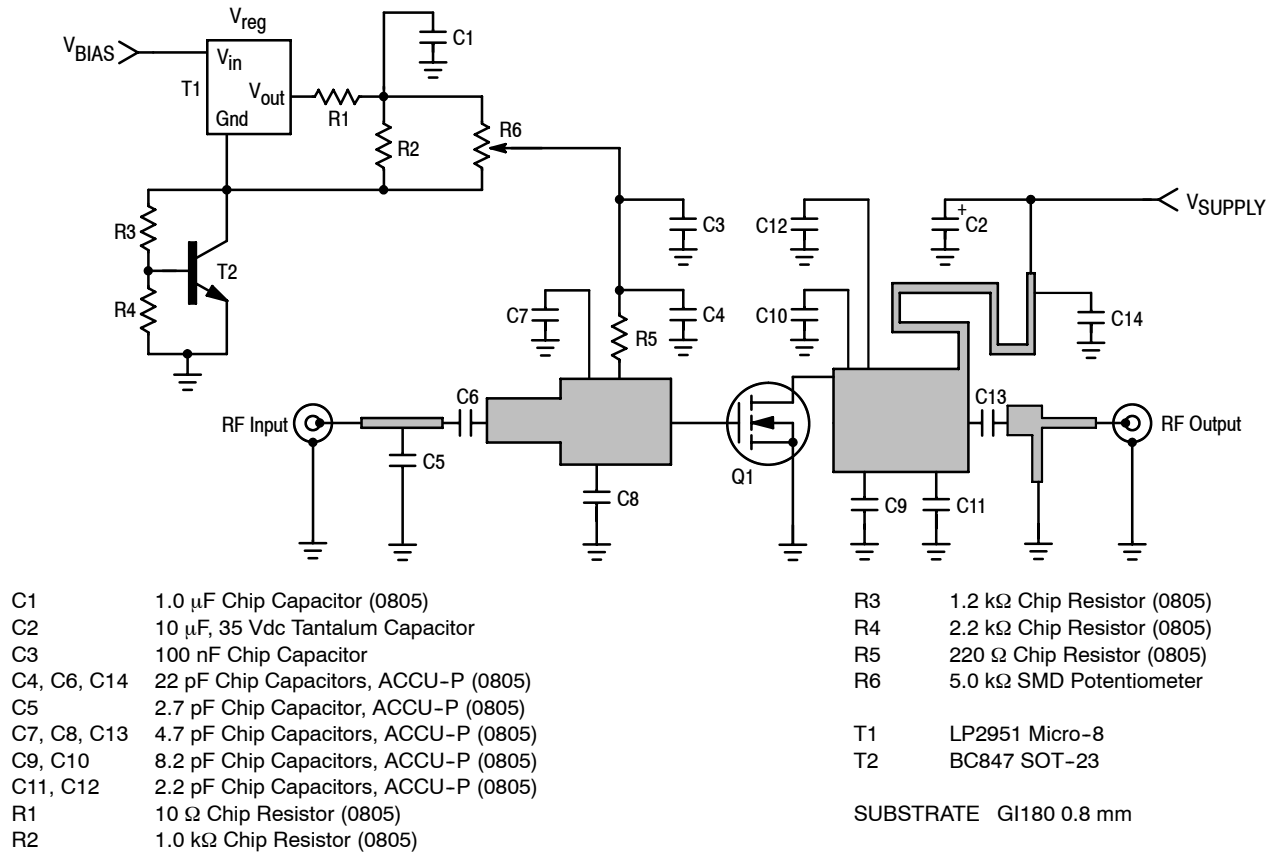 Vreg
VBIAS
Vin
T1
Vout
Gnd
C1
R1
R2
R6
R3
R4
T2
C3
C12
C2
+
VSUPPLY
C7
C4
R5
C10
C14
RF Input
C6
C5
C8
Q1
C9
C11
C13
RF Output
C1 1.0 μF Chip Capacitor (0805)
C2 10 μF, 35 Vdc Tantalum Capacitor
C3 100 nF Chip Capacitor
C4, C6, C14 22 pF Chip Capacitors, ACCU-P (0805)
C5 2.7 pF Chip Capacitor, ACCU-P (0805)
C7, C8, C13 4.7 pF Chip Capacitors, ACCU-P (0805)
C9, C10 8.2 pF Chip Capacitors, ACCU-P (0805)
C11, C12 2.2 pF Chip Capacitors, ACCU-P (0805)
R1 10 Ω Chip Resistor (0805)
R2 1.0 kΩ Chip Resistor (0805)
R3 1.2 kΩ Chip Resistor (0805)
R4 2.2 kΩ Chip Resistor (0805)
R5 220 Ω Chip Resistor (0805)
R6 5.0 kΩ SMD Potentiometer
T1 LP2951 Micro-8
T2 BC847 SOT-23
SUBSTRATE GI180 0.8 mm